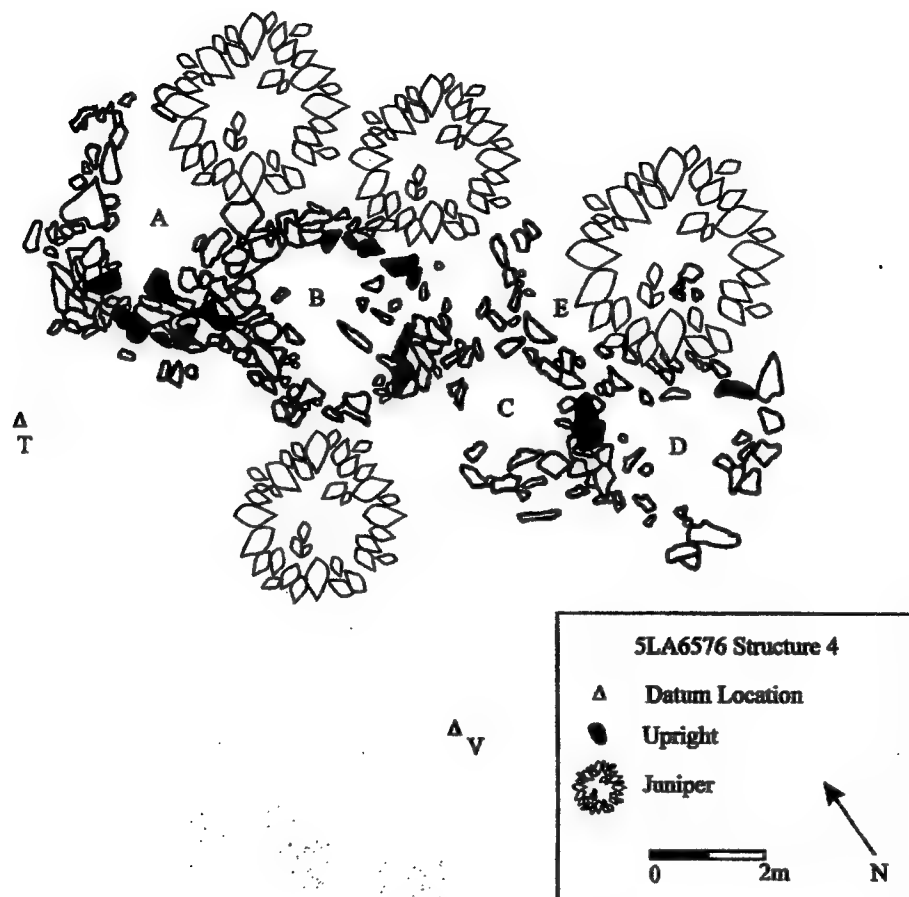 A
B
E
C
D
Δ
T
Δ
V
5LA6576 Structure 4
Δ Datum Location
Upright
Juniper
0 2m
N